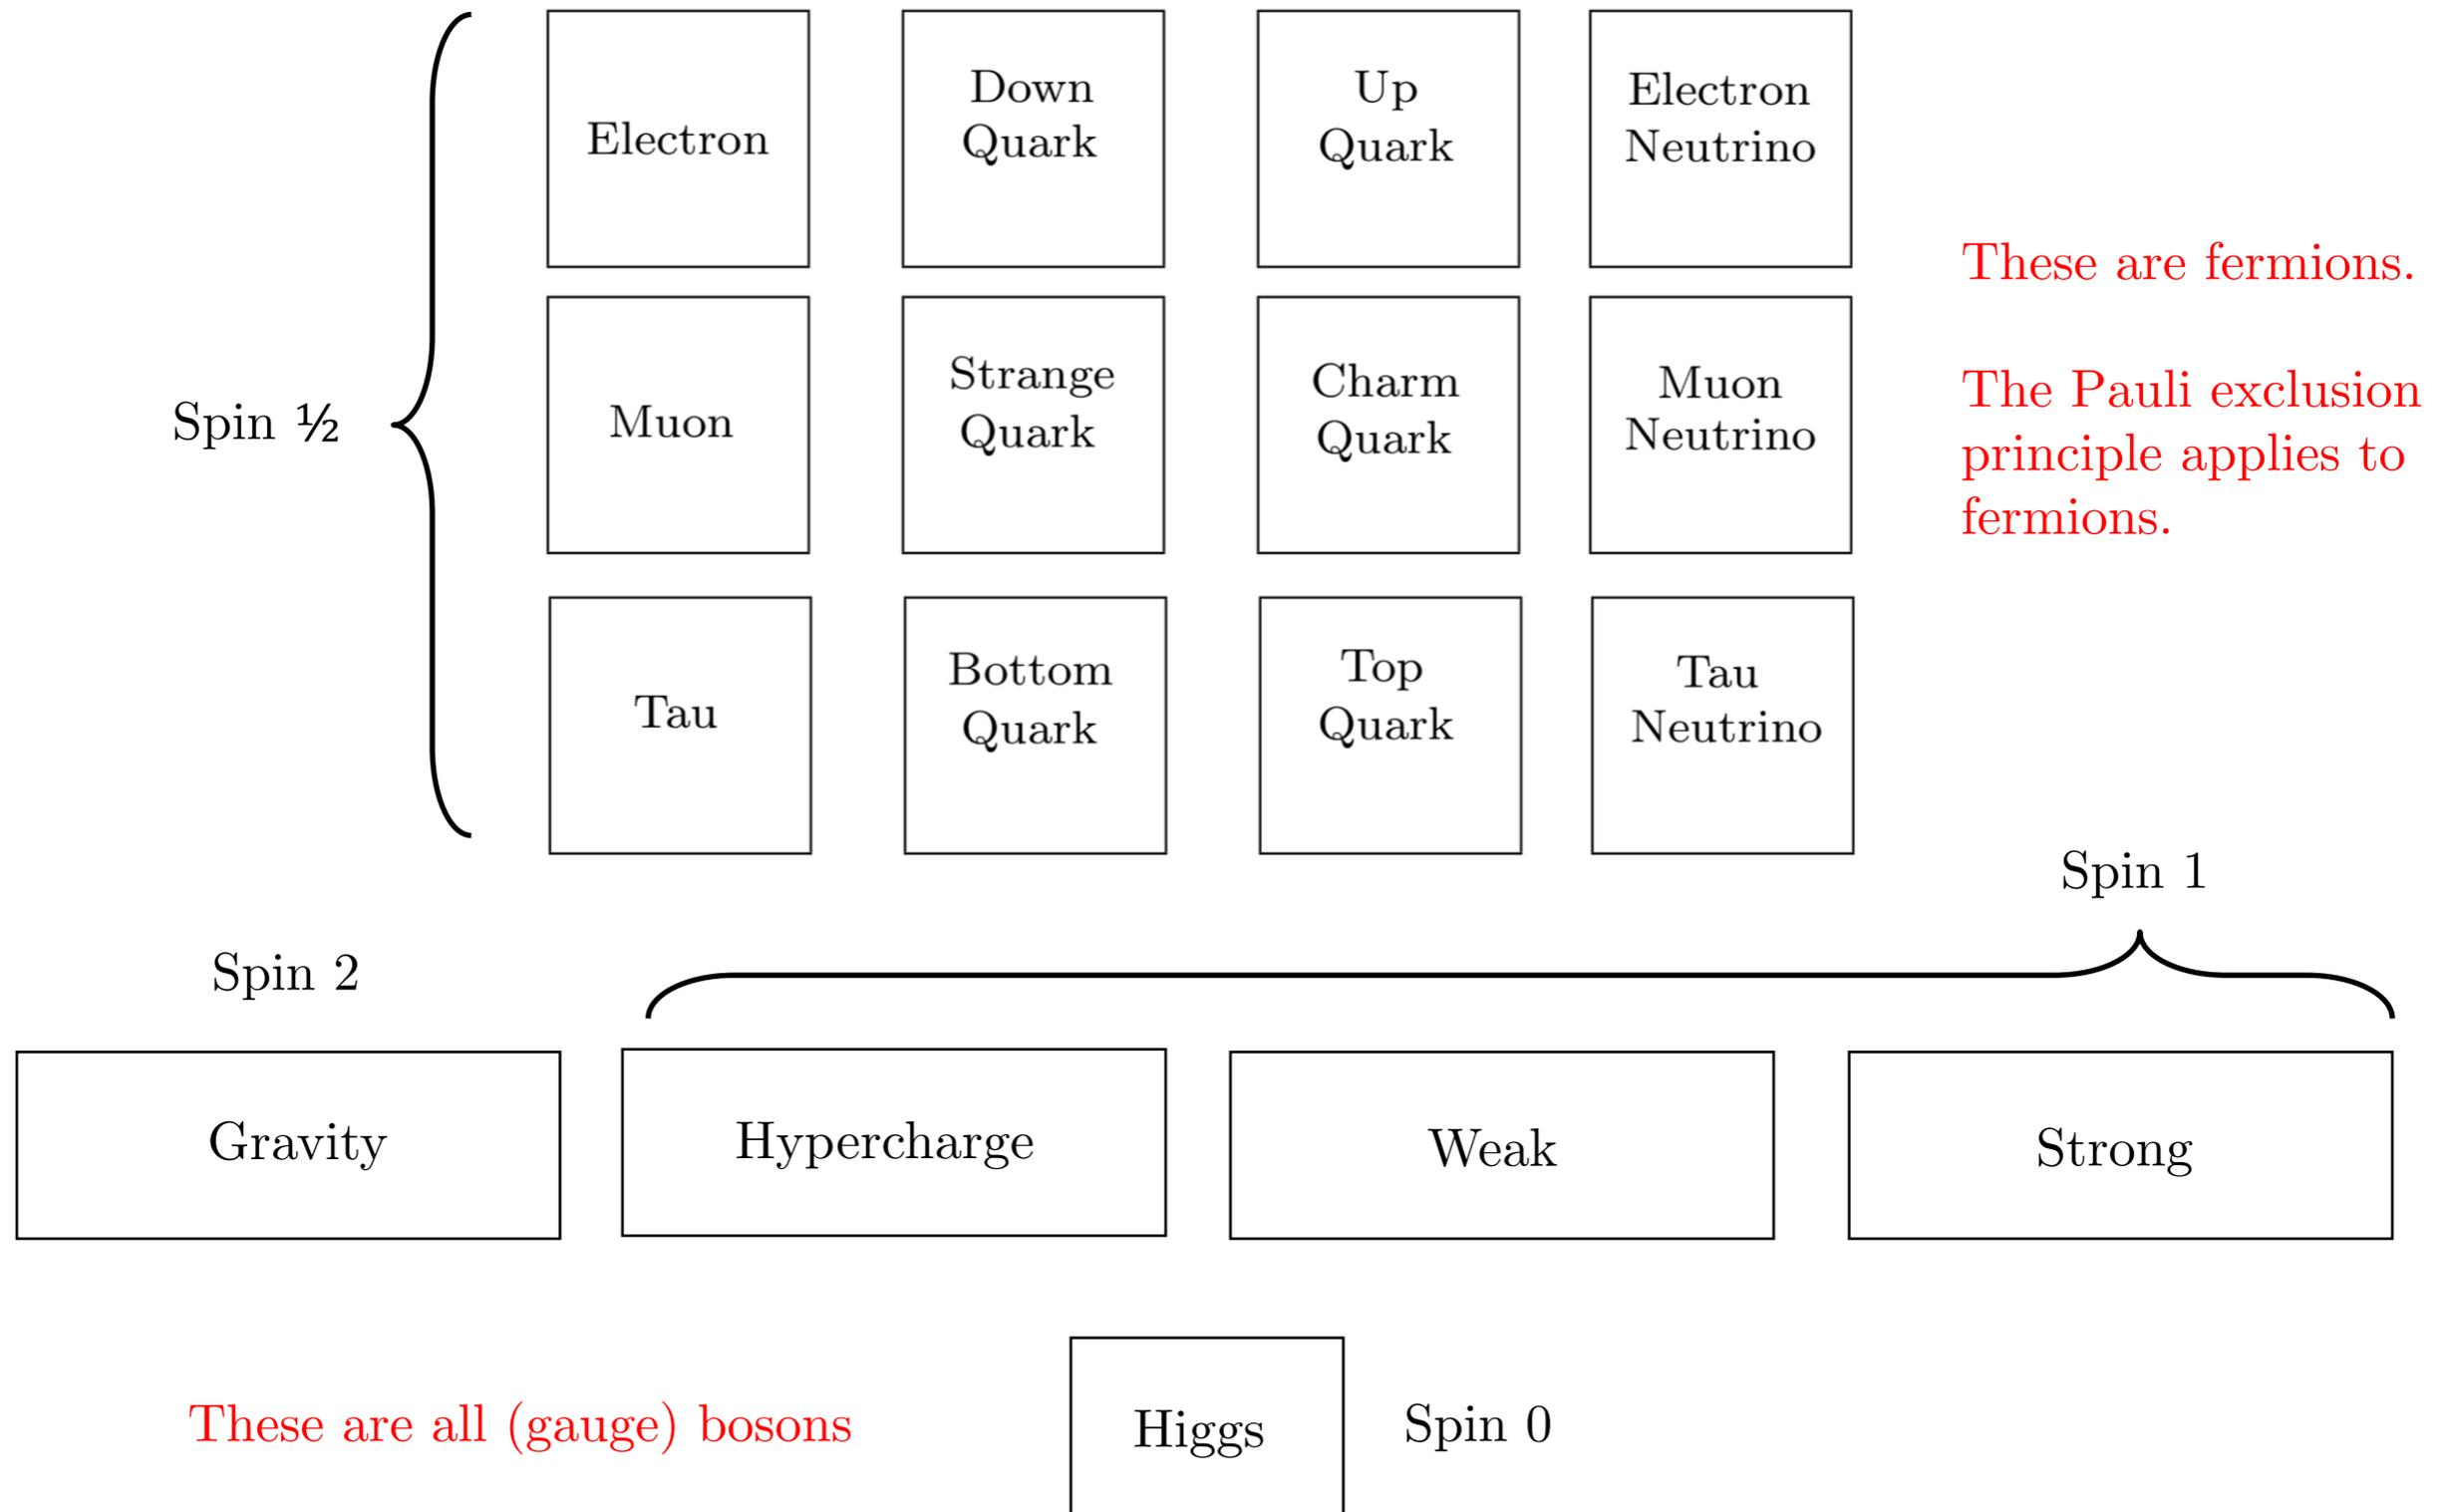 Electron
Down
Quark
Up
Quark
Electron
Neutrino
These are fermions.
Spin ½
Muon
Strange
Quark
Charm
Quark
Muon
Neutrino
The Pauli exclusion
principle applies to
fermions.
Tau
Bottom
Quark
Top
Quark
Tau
Neutrino
Spin 1
Spin 2
Gravity
Hypercharge
Weak
Strong
These are all (gauge) bosons
Higgs
Spin 0